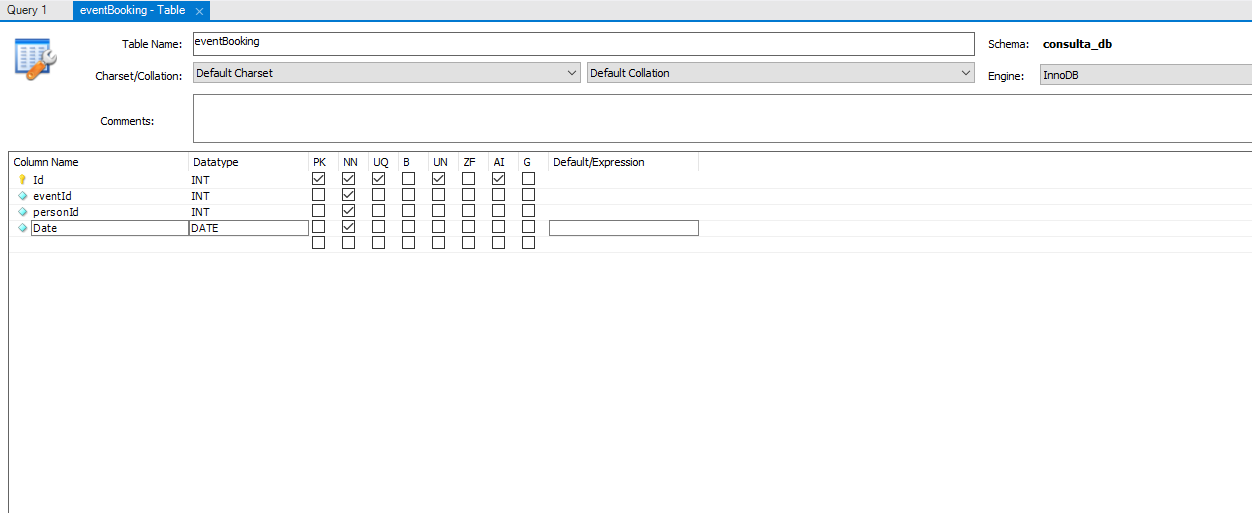 Query 1 eventBooking - Table ×
Table Name: eventBooking Schema: consulta_db
Charset/Collation: Default Charset Default Collation Engine: InnoDB
Comments:
Column Name Datatype PK NN UQ B UN ZF AI G Default/Expression
Id INT
eventId INT
personId INT
Date DATE